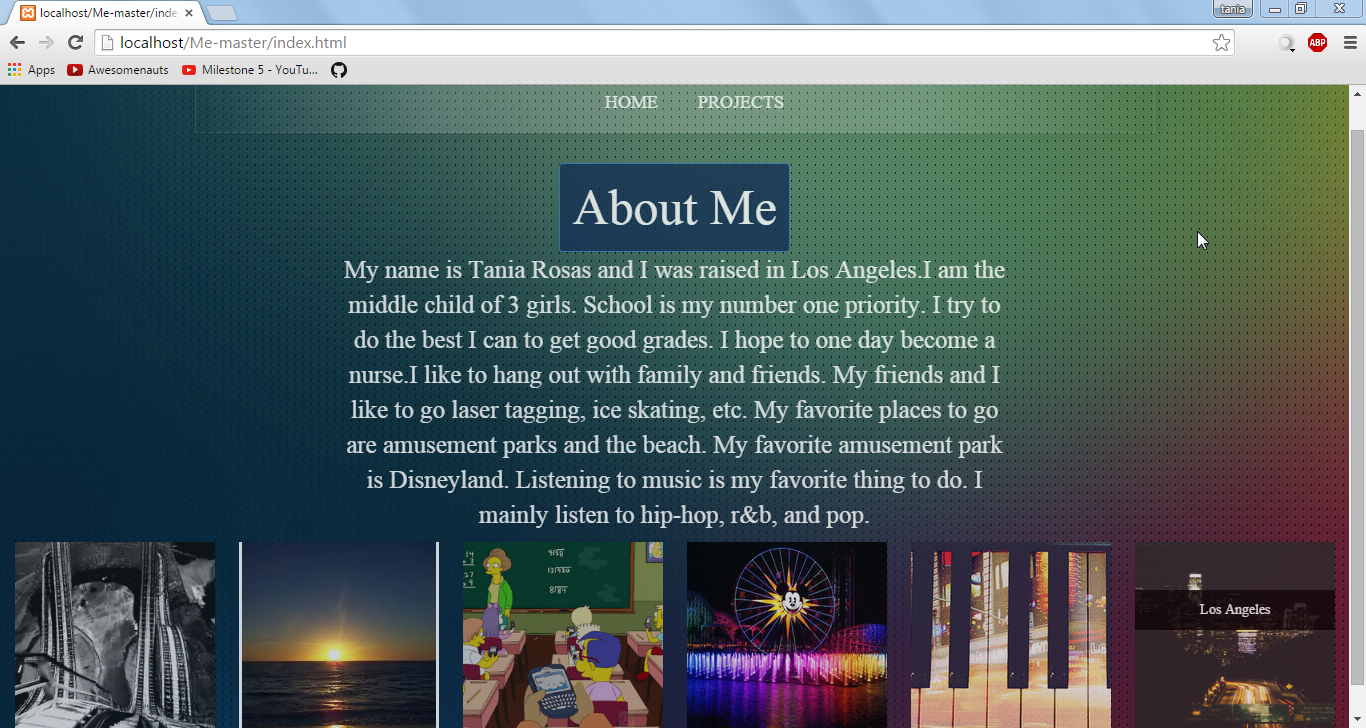 localhost/Me-master/inde
tania
localhost/Me-master/index.html
ABP
Apps
Awesomenauts
Milestone 5 - YouTu...
HOME
PROJECTS
About Me
My name is Tania Rosas and I was raised in Los Angeles.I am the
middle child of 3 girls. School is my number one priority. I try to
do the best I can to get good grades. I hope to one day become a
nurse.I like to hang out with family and friends. My friends and I
like to go laser tagging, ice skating, etc. My favorite places to go
are amusement parks and the beach. My favorite amusement park
is Disneyland. Listening to music is my favorite thing to do. I
mainly listen to hip-hop, r&b, and pop.
Los Angeles